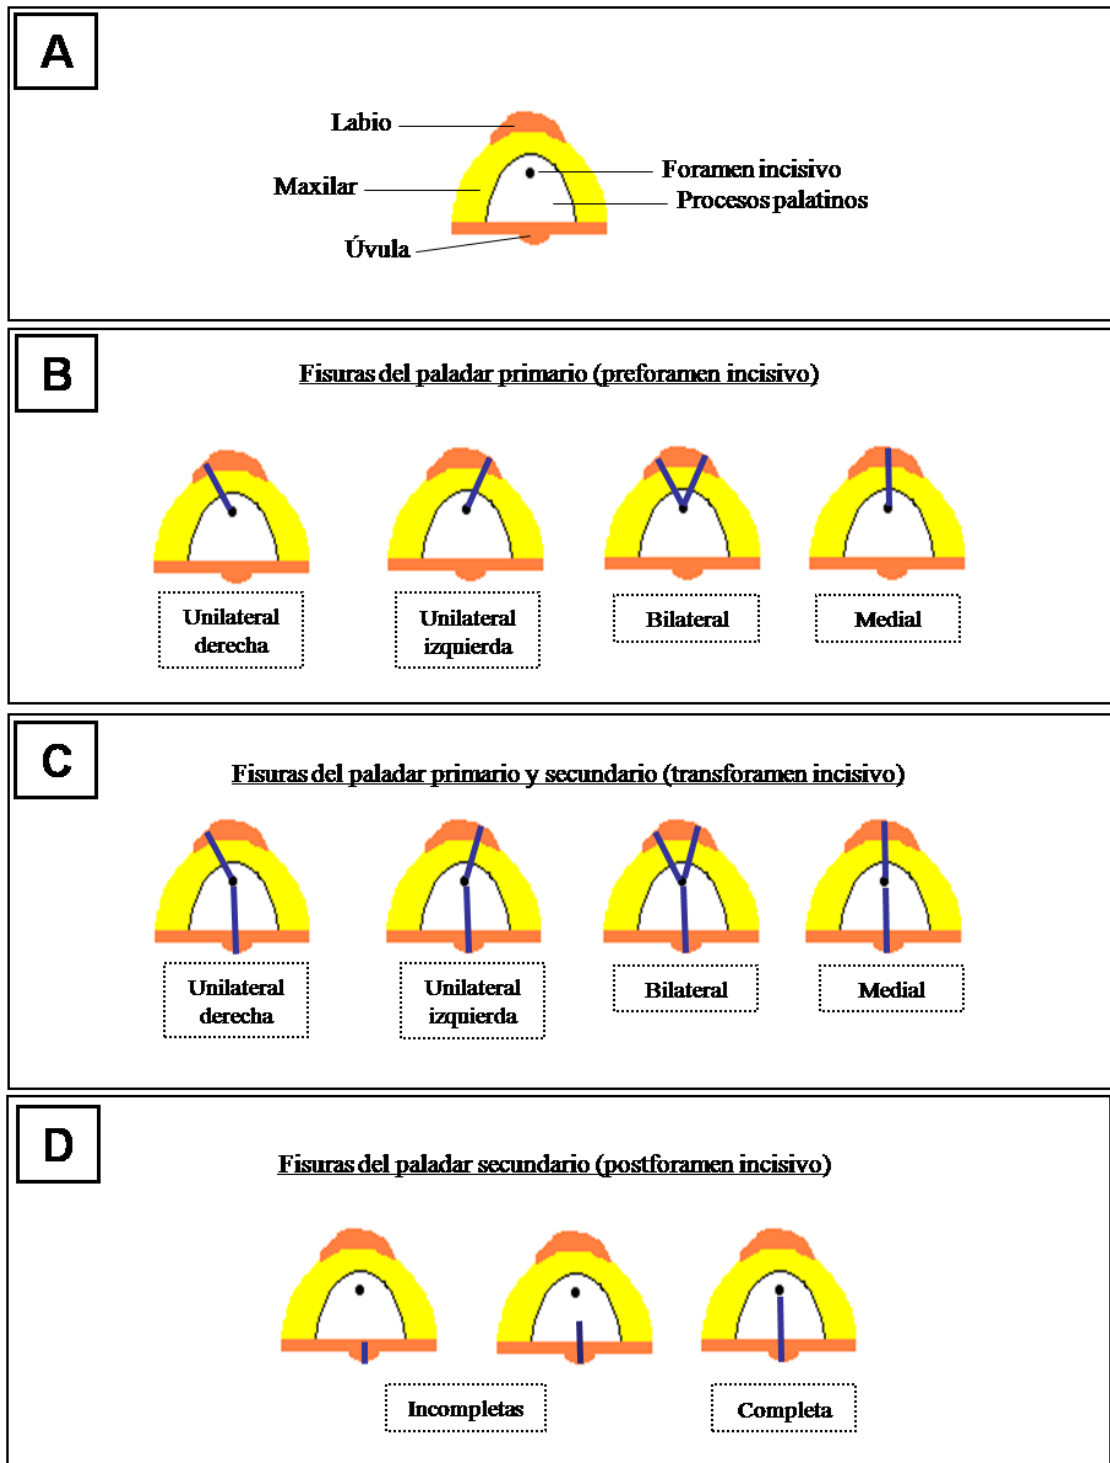 A
Labio
Foramen incisivo
Maxilar
Procesos palatinos
Úvula
B
Fisuras del paladar primario (preforamen incisivo)
Unilateral
derecha
Unilateral
izquierda
Bilateral
Medial
C
Fisuras del paladar primario y secundario (transforamen incisivo)
Unilateral
derecha
Unilateral
izquierda
Bilateral
Medial
D
Fisuras del paladar secundario (postforamen incisivo)
Incompletas
Completa